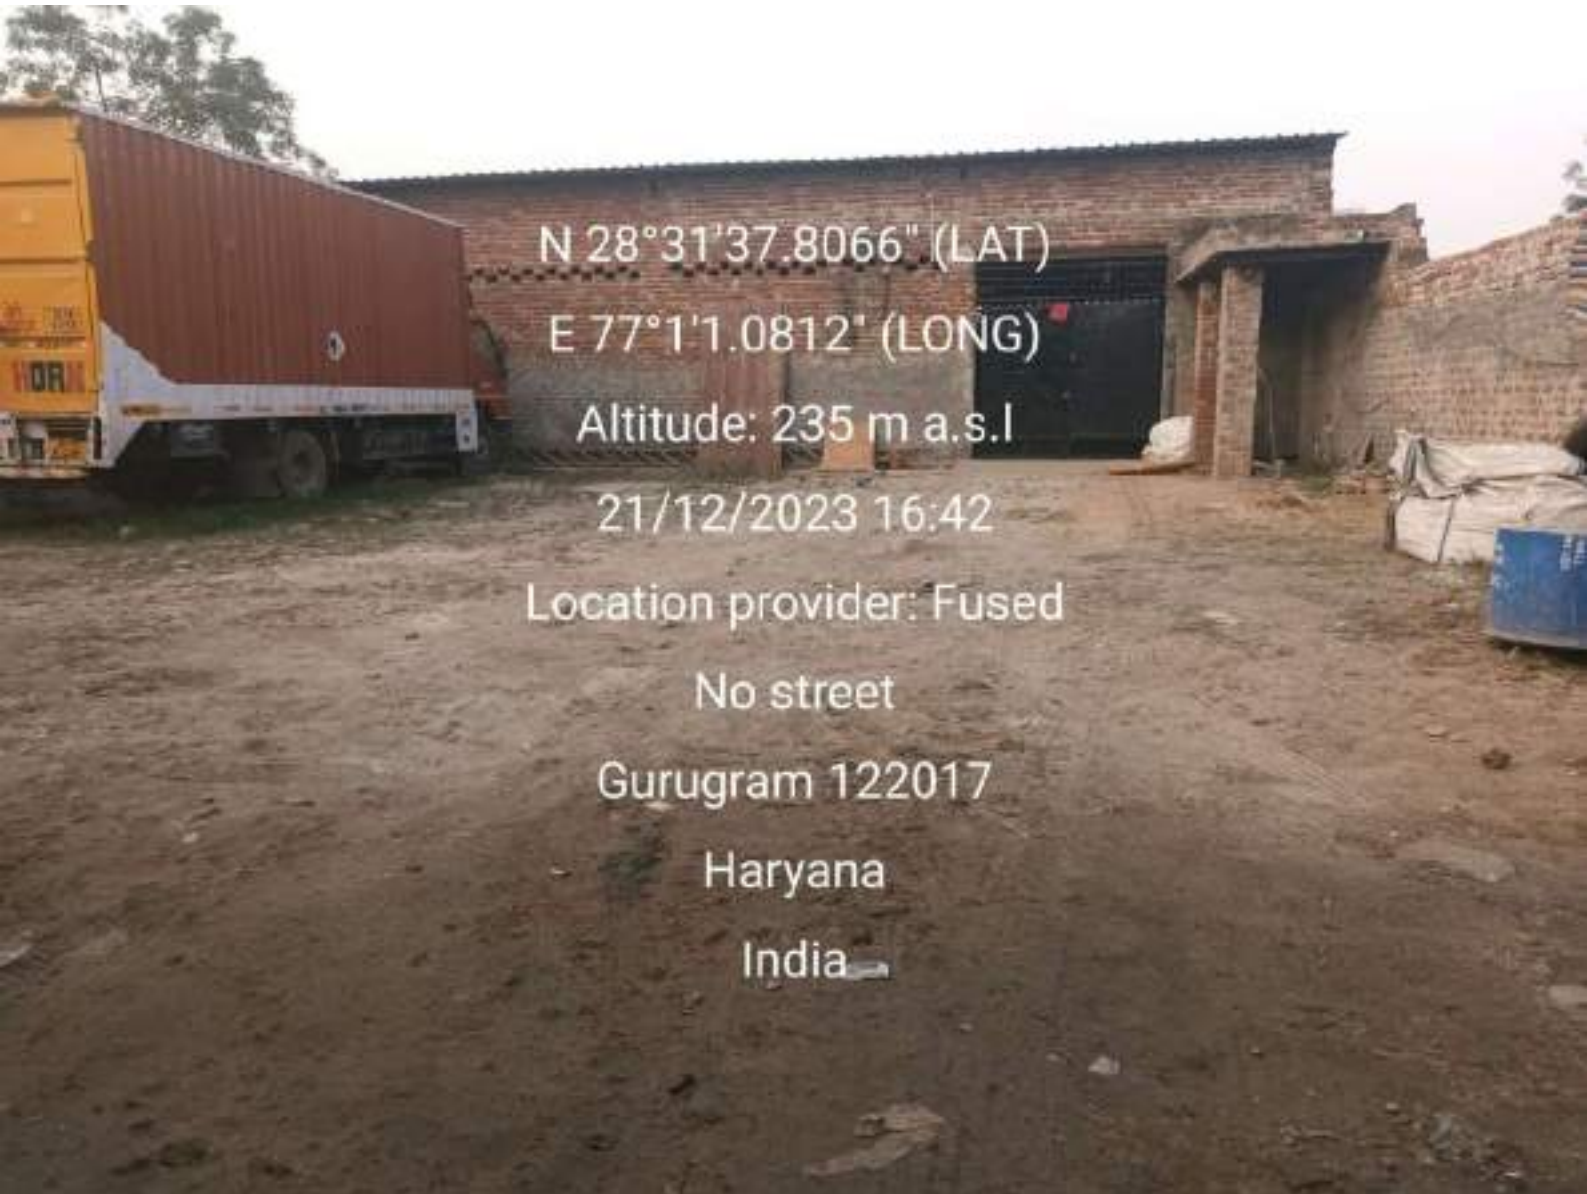 N 28°31'37.8066" (LAT)
E 77°1'1.0812" (LONG)
Altitude: 235 m a.s.l
21/12/2023 16:42
Location provider: Fused
No street
Gurugram 122017
Haryana
India
HORN